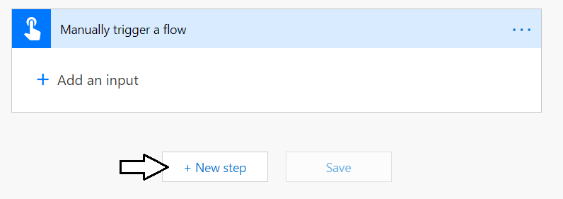 Manually trigger a flow
+ Add an input
+ New step
Save